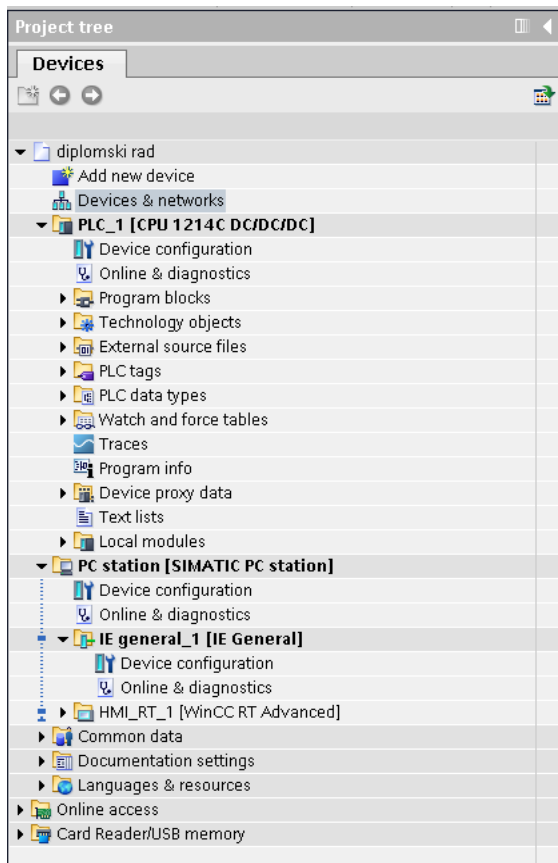 Project tree
Devices
diplomski rad
Add new device
Devices & networks
PLC_1 [CPU 1214C DC/DC/DC]
Device configuration
Online & diagnostics
Program blocks
Technology objects
External source files
PLC tags
PLC data types
Watch and force tables
Traces
Program info
Device proxy data
Text lists
Local modules
PC station [SIMATIC PC station]
Device configuration
Online & diagnostics
IE general_1 [IE General]
Device configuration
Online & diagnostics
HMI_RT_1 [WinCC RT Advanced]
Common data
Documentation settings
Languages & resources
Online access
Card Reader/USB memory